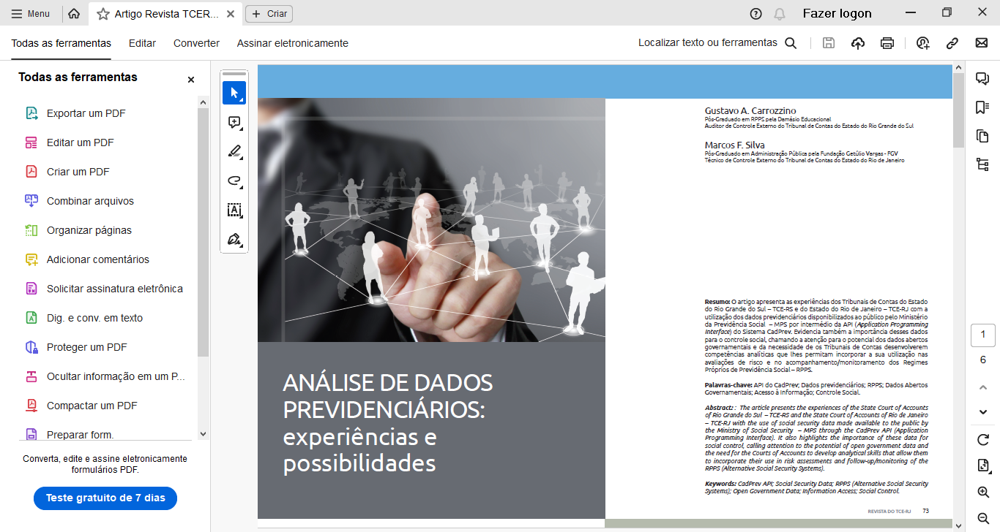 Menu
Artigo Revista TCER...
Criar
Fazer logon
Todas as ferramentas
Editar
Converter
Assinar eletronicamente
Localizar texto ou ferramentas
Todas as ferramentas
Exportar um PDF
Editar um PDF
Criar um PDF
Combinar arquivos
Organizar páginas
Adicionar comentários
Solicitar assinatura eletrônica
Dig. e conv. em texto
Proteger um PDF
Ocultar informação em um P...
Compactar um PDF
Preparar form.
Converta, edite e assine eletronicamente
formulários PDF.
Teste gratuito de 7 dias
ANÁLISE DE DADOS
PREVIDENCIÁRIOS:
experiências e
possibilidades
Gustavo A. Carrozzino
Pós-Graduado em RPPS pela Damásio Educacional
Auditor de Controle Externo do Tribunal de Contas do Estado do Rio Grande do Sul
Marcos F. Silva
Pós-Graduado em Administração Pública pela Fundação Getúlio Vargas - FGV
Técnico de Controle Externo do Tribunal de Contas do Estado do Rio de Janeiro
Resumo: O artigo apresenta as experiências dos Tribunais de Contas do Estado
do Rio Grande do Sul – TCE-RS e do Estado do Rio de Janeiro – TCE-RJ com a
utilização dos dados previdenciários disponibilizados ao público pelo Ministério
da Previdência Social – MPS por intermédio da API (Application Programming
Interface) do Sistema CadPrev. Evidencia também a importância desses dados
para o controle social, chamando a atenção para o potencial dos dados abertos
governamentais e da necessidade de os Tribunais de Contas desenvolverem
competências analíticas que lhes permitam incorporar a sua utilização nas
avaliações de risco e no acompanhamento/monitoramento dos Regimes
Próprios de Previdência Social – RPPS.
Palavras-chave: API do CadPrev; Dados previdenciários; RPPS; Dados Abertos
Governamentais; Acesso à Informação; Controle Social.
Abstract: : The article presents the experiences of the State Court of Accounts
of Rio Grande do Sul – TCE-RS and the State Court of Accounts of Rio de Janeiro
– TCE-RJ with the use of social security data made available to the public by
the Ministry of Social Security – MPS through the CadPrev API (Application
Programming Interface). It also highlights the importance of these data for
social control, calling attention to the potential of open government data and
the need for the Courts of Accounts to develop analytical skills that allow them
to incorporate their use in risk assessments and follow-up/monitoring of the
RPPS (Alternative Social Security Systems).
Keywords: CadPrev API; Social Security Data; RPPS (Alternative Social Security
Systems); Open Government Data; Information Access; Social Control.
REVISTA DO TCE-RJ 73
1
6